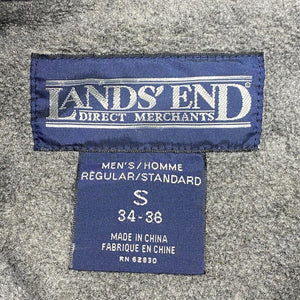 LANDS' END
DIRECT MERCHANTS
MEN'S/HOMME
REGULAR/STANDARD
S
34-36
MADE IN CHINA
FABRIQUE EN CHINE
RN 62830